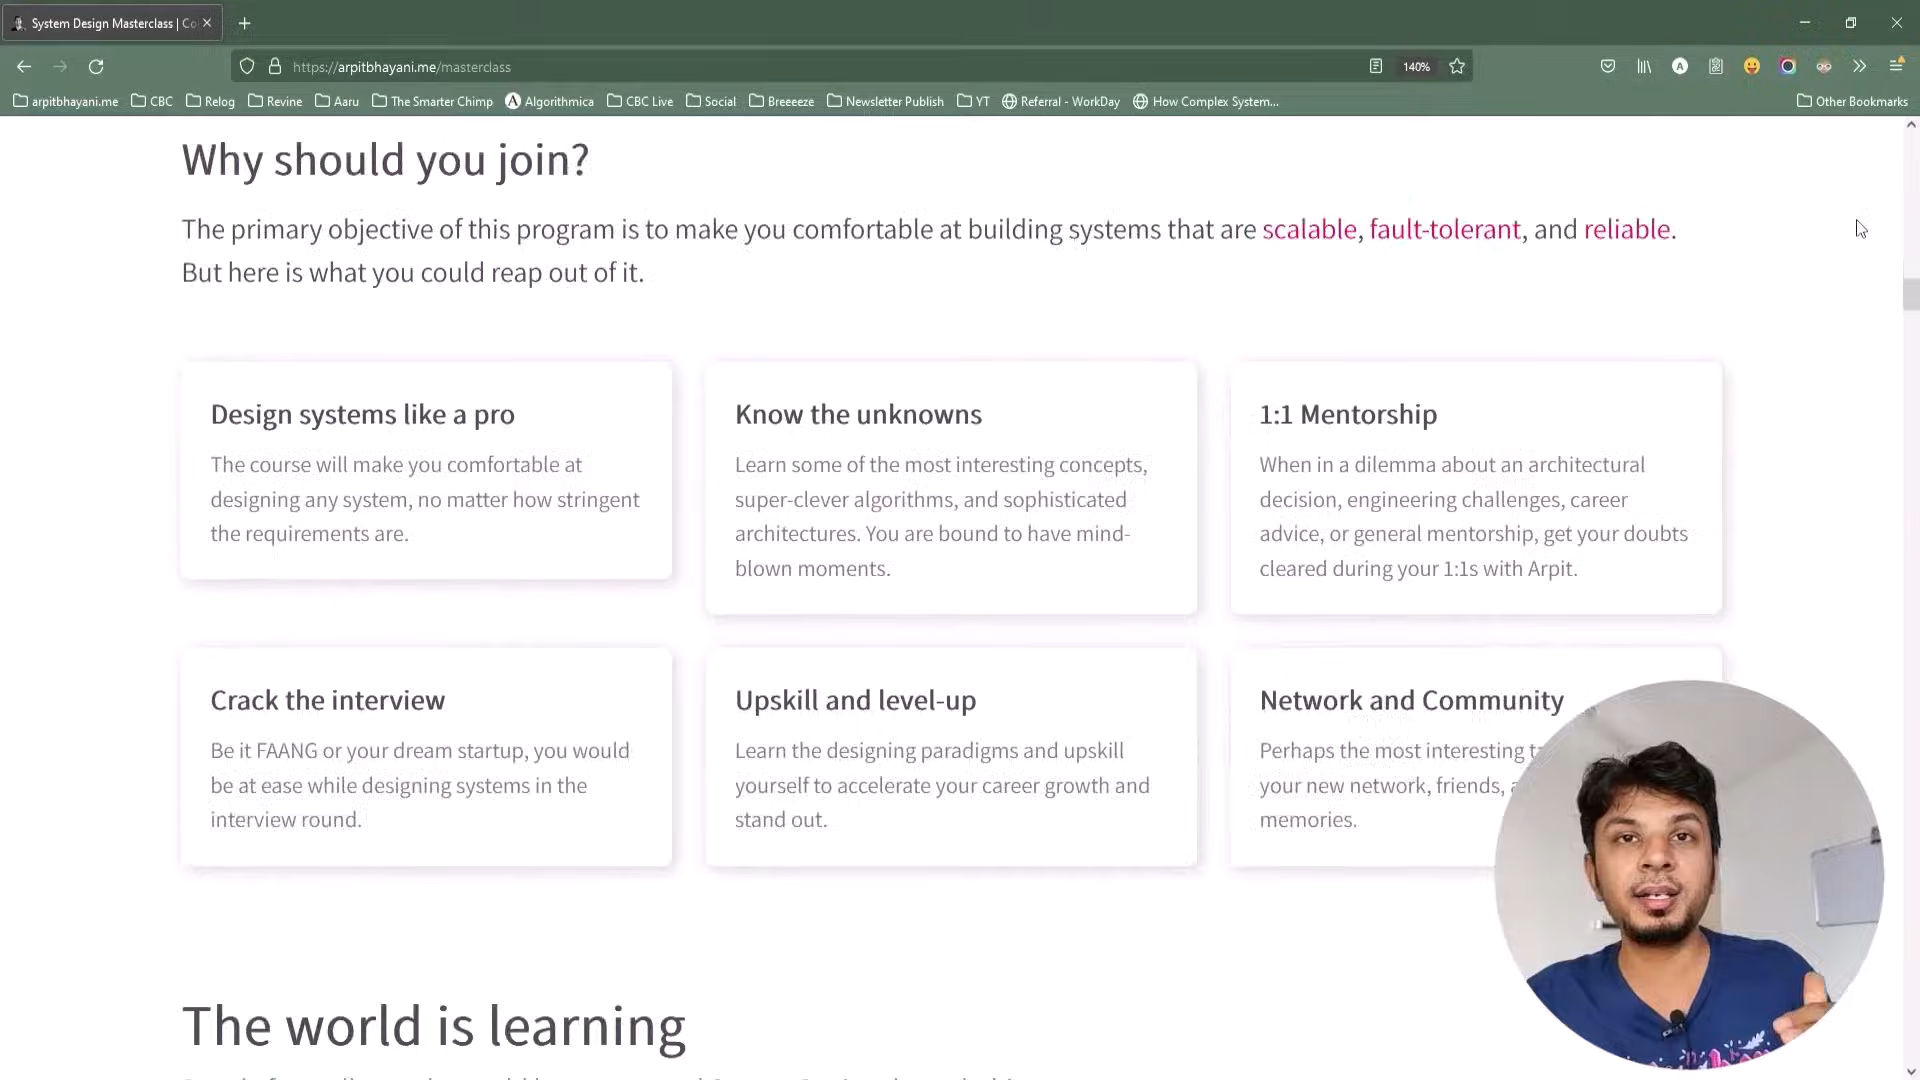 System Design Masterclass | Co
https://arpitbhayani.me/masterclass
140%
arpitbhayani.me
CBC
Relog
Revine
Aaru
The Smarter Chimp
Algorithmica
CBC Live
Social
Breeeeze
Newsletter Publish
YT
Referral - WorkDay
How Complex System...
Other Bookmarks
Why should you join?
The primary objective of this program is to make you comfortable at building systems that are scalable, fault-tolerant, and reliable.
But here is what you could reap out of it.
Design systems like a pro
The course will make you comfortable at
designing any system, no matter how stringent
the requirements are.
Know the unknowns
Learn some of the most interesting concepts,
super-clever algorithms, and sophisticated
architectures. You are bound to have mind-
blown moments.
1:1 Mentorship
When in a dilemma about an architectural
decision, engineering challenges, career
advice, or general mentorship, get your doubts
cleared during your 1:1s with Arpit.
Crack the interview
Be it FAANG or your dream startup, you would
be at ease while designing systems in the
interview round.
Upskill and level-up
Learn the designing paradigms and upskill
yourself to accelerate your career growth and
stand out.
Network and Community
Perhaps the most interesting
your new network, friends,
memories.
The world is learning